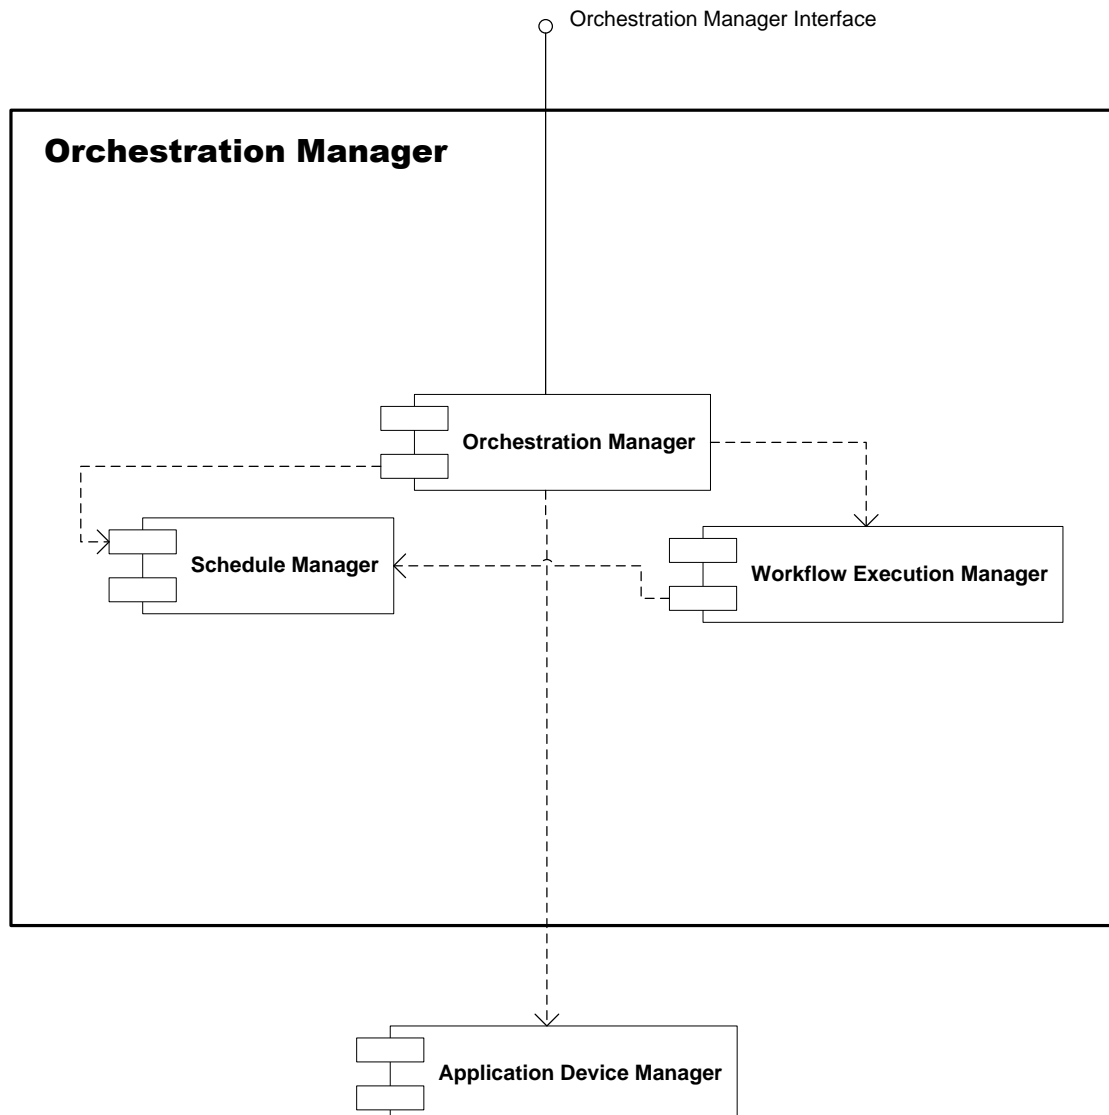 Orchestration Manager Interface
Orchestration Manager
Orchestration Manager
Schedule Manager
Workflow Execution Manager
Application Device Manager